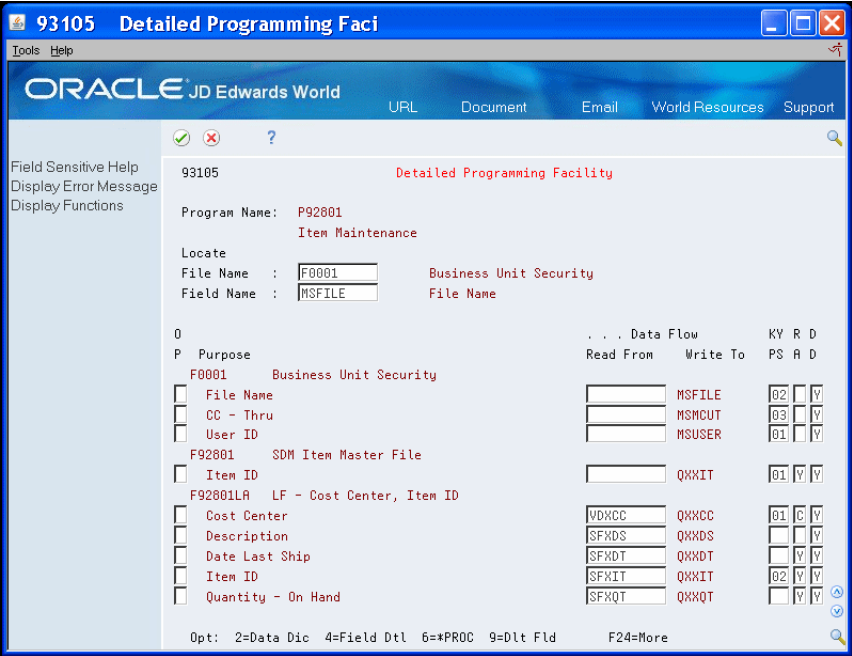 93105 Detailed Programming Faci
Tools Help
ORACLE JD Edwards World
URL Document Email World Resources Support
?
Field Sensitive Help
Display Error Message
Display Functions
93105 Detailed Programming Facility
Program Name: P92801
Item Maintenance
Locate
File Name : F0001 Business Unit Security
Field Name : MSFILE File Name
O . . . Data Flow KY R D
P Purpose Read From Write To PS A D
F0001 Business Unit Security
File Name MSFILE 02 Y
CC - Thru MSMCUT 03 Y
User ID MSUSER 01 Y
F92801 SDM Item Master File
Item ID QXXIT 01 Y Y
F92801LA LF - Cost Center, Item ID
Cost Center VDXCC QXXCC 01 C Y
Description SFXDS QXXDS Y
Date Last Ship SFXDT QXXDT Y Y
Item ID SFXIT QXXIT 02 Y Y
Quantity - On Hand SFXQT QXXQT Y Y
Opt: 2=Data Dic 4=Field Dtl 6=*PROC 9=Dlt Fld F24=More